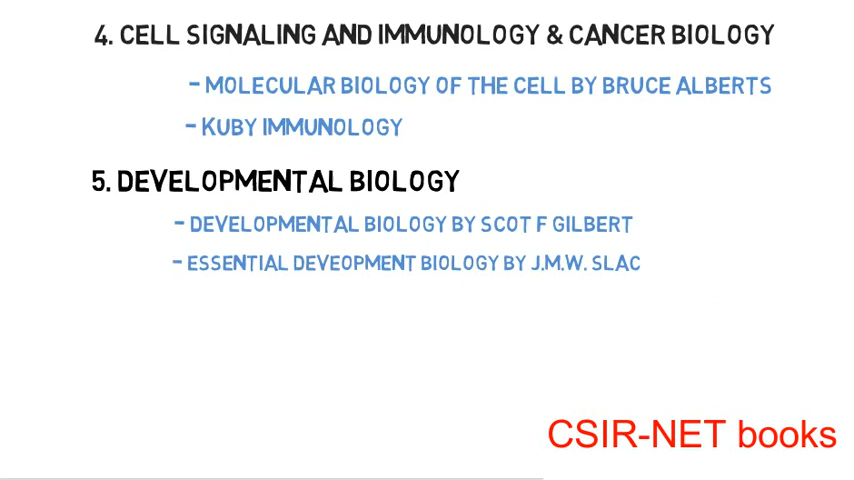 4. CELL SIGNALING AND IMMUNOLOGY & CANCER BIOLOGY
- MOLECULAR BIOLOGY OF THE CELL BY BRUCE ALBERTS
- KUBY IMMUNOLOGY
5. DEVELOPMENTAL BIOLOGY
- DEVELOPMENTAL BIOLOGY BY SCOT F GILBERT
- ESSENTIAL DEVEOPMENT BIOLOGY BY J.M.W. SLAC
CSIR-NET books